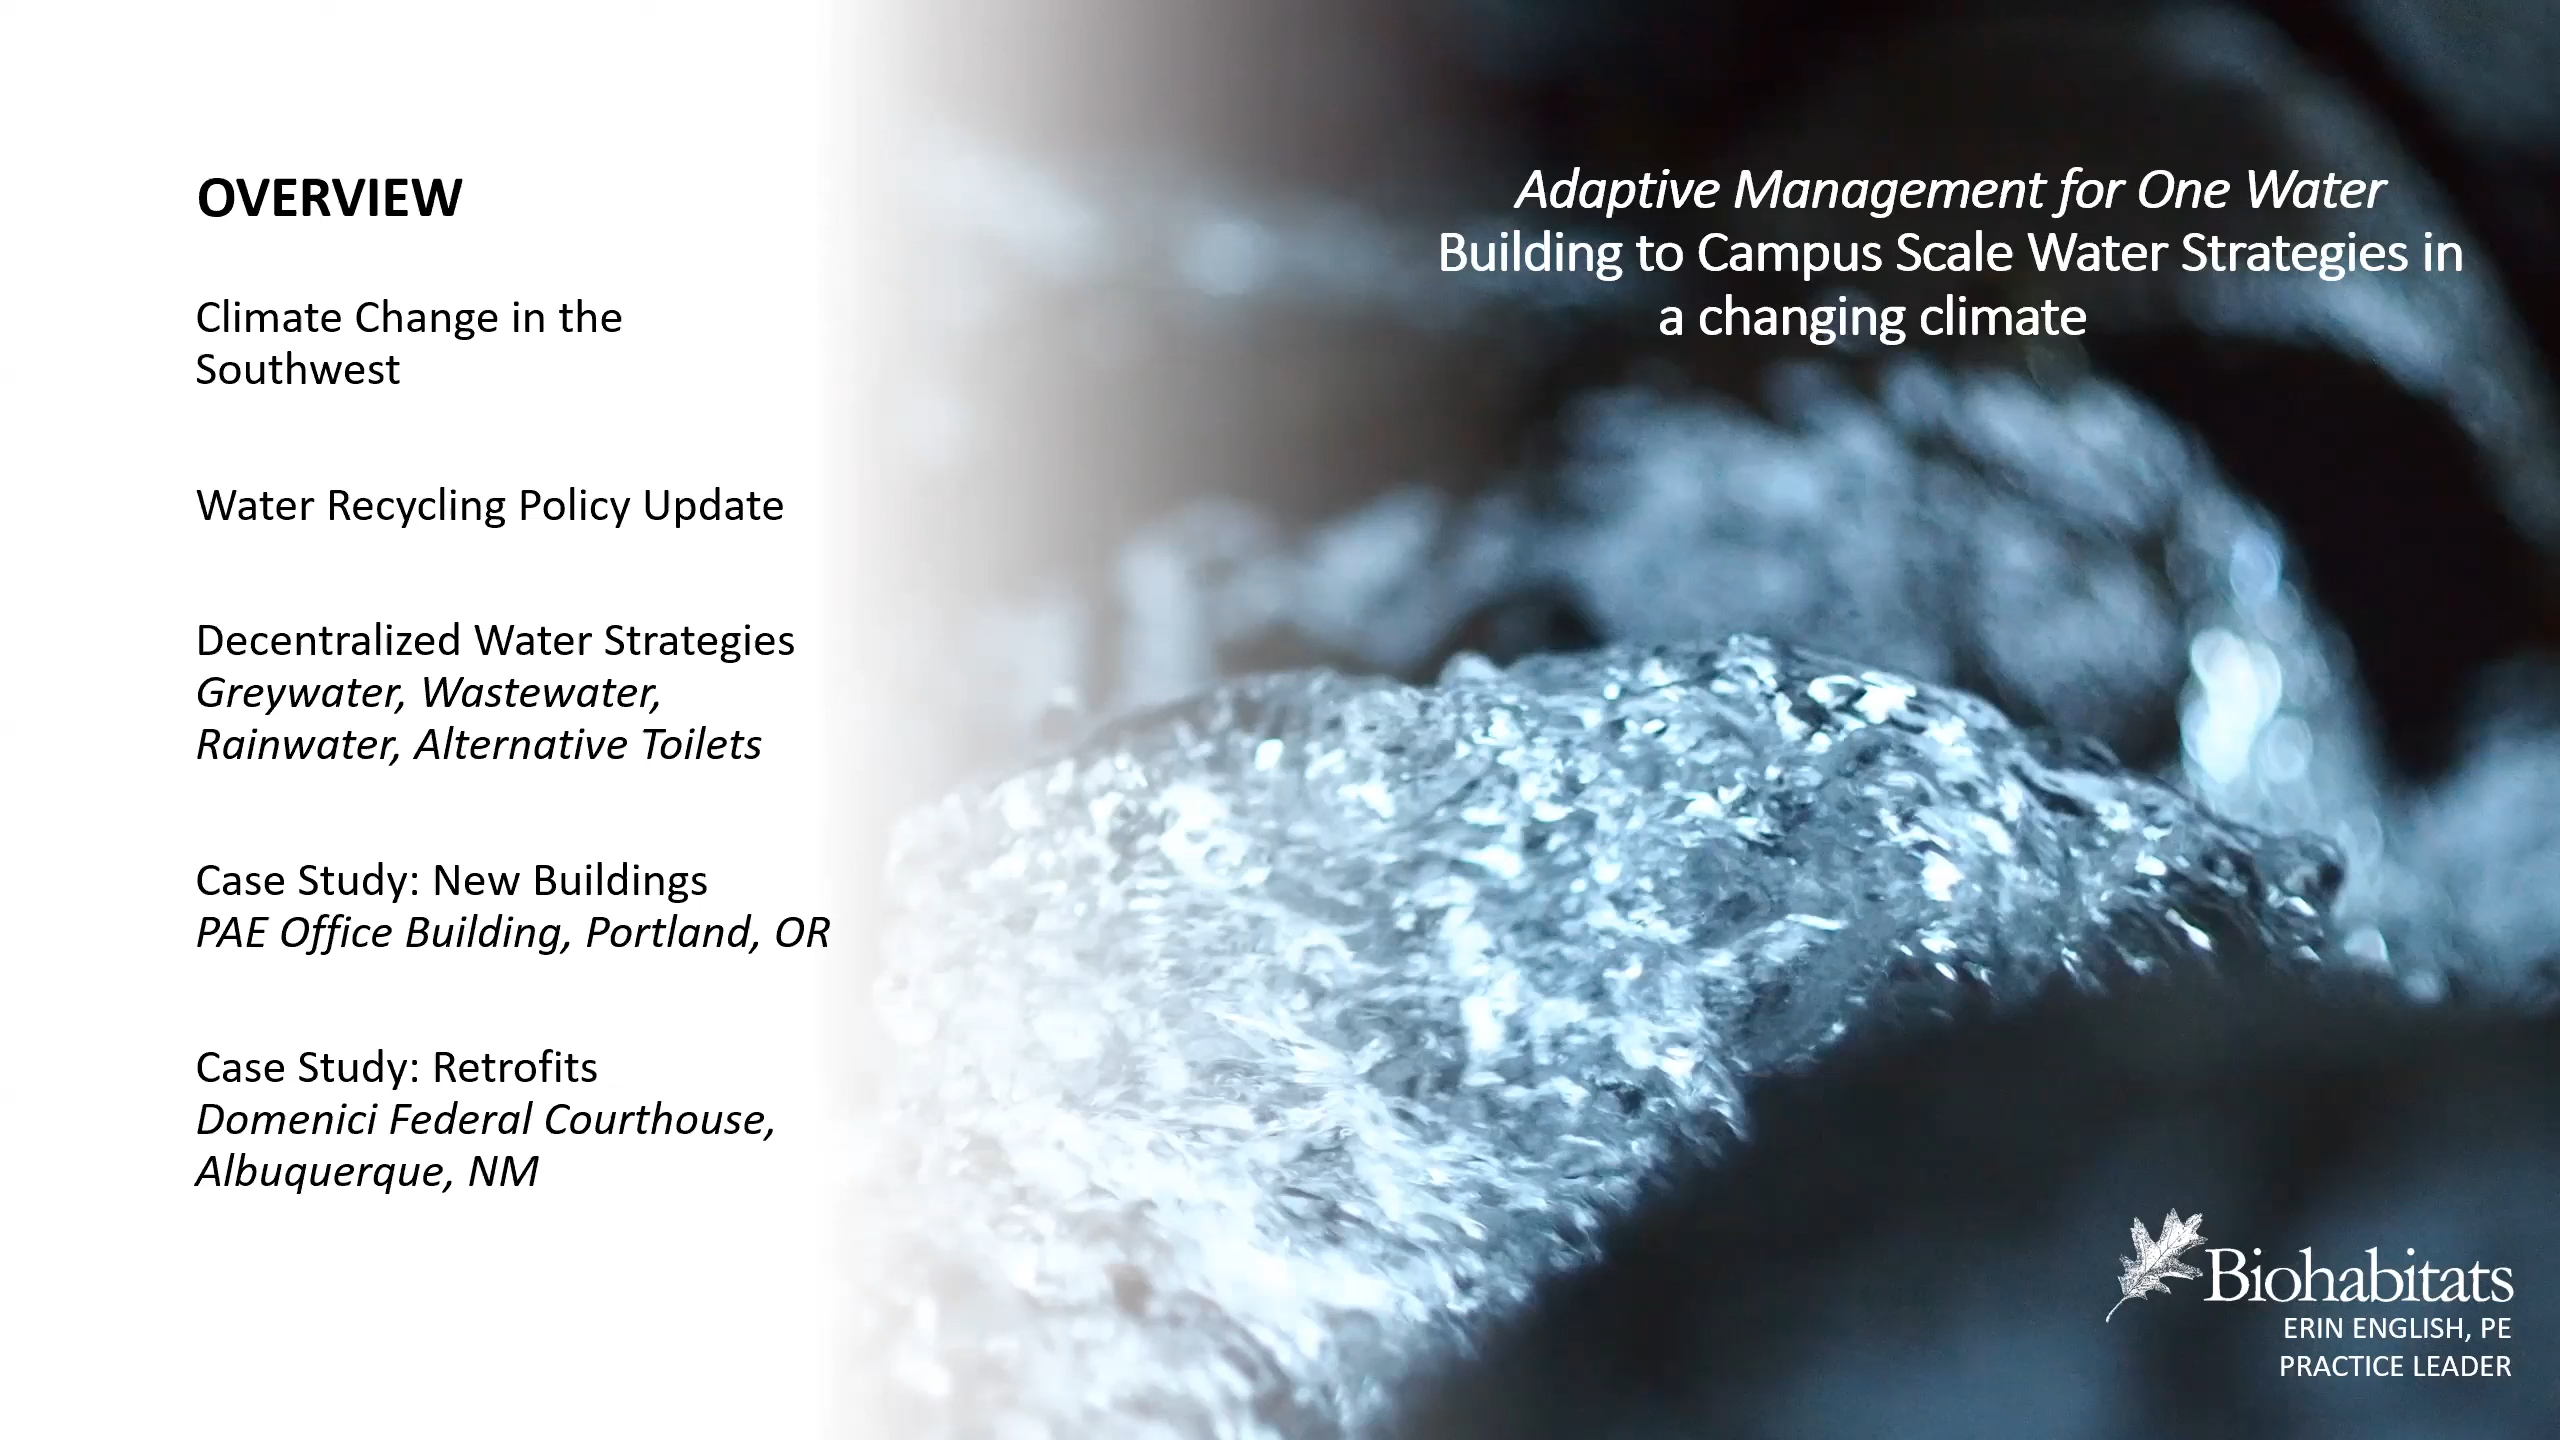 OVERVIEW
Climate Change in the
Southwest
Water Recycling Policy Update
Decentralized Water Strategies
Greywater, Wastewater,
Rainwater, Alternative Toilets
Case Study: New Buildings
PAE Office Building, Portland, OR
Case Study: Retrofits
Domenici Federal Courthouse,
Albuquerque, NM
Adaptive Management for One Water
Building to Campus Scale Water Strategies in
a changing climate
Biohabitats
ERIN ENGLISH, PE
PRACTICE LEADER